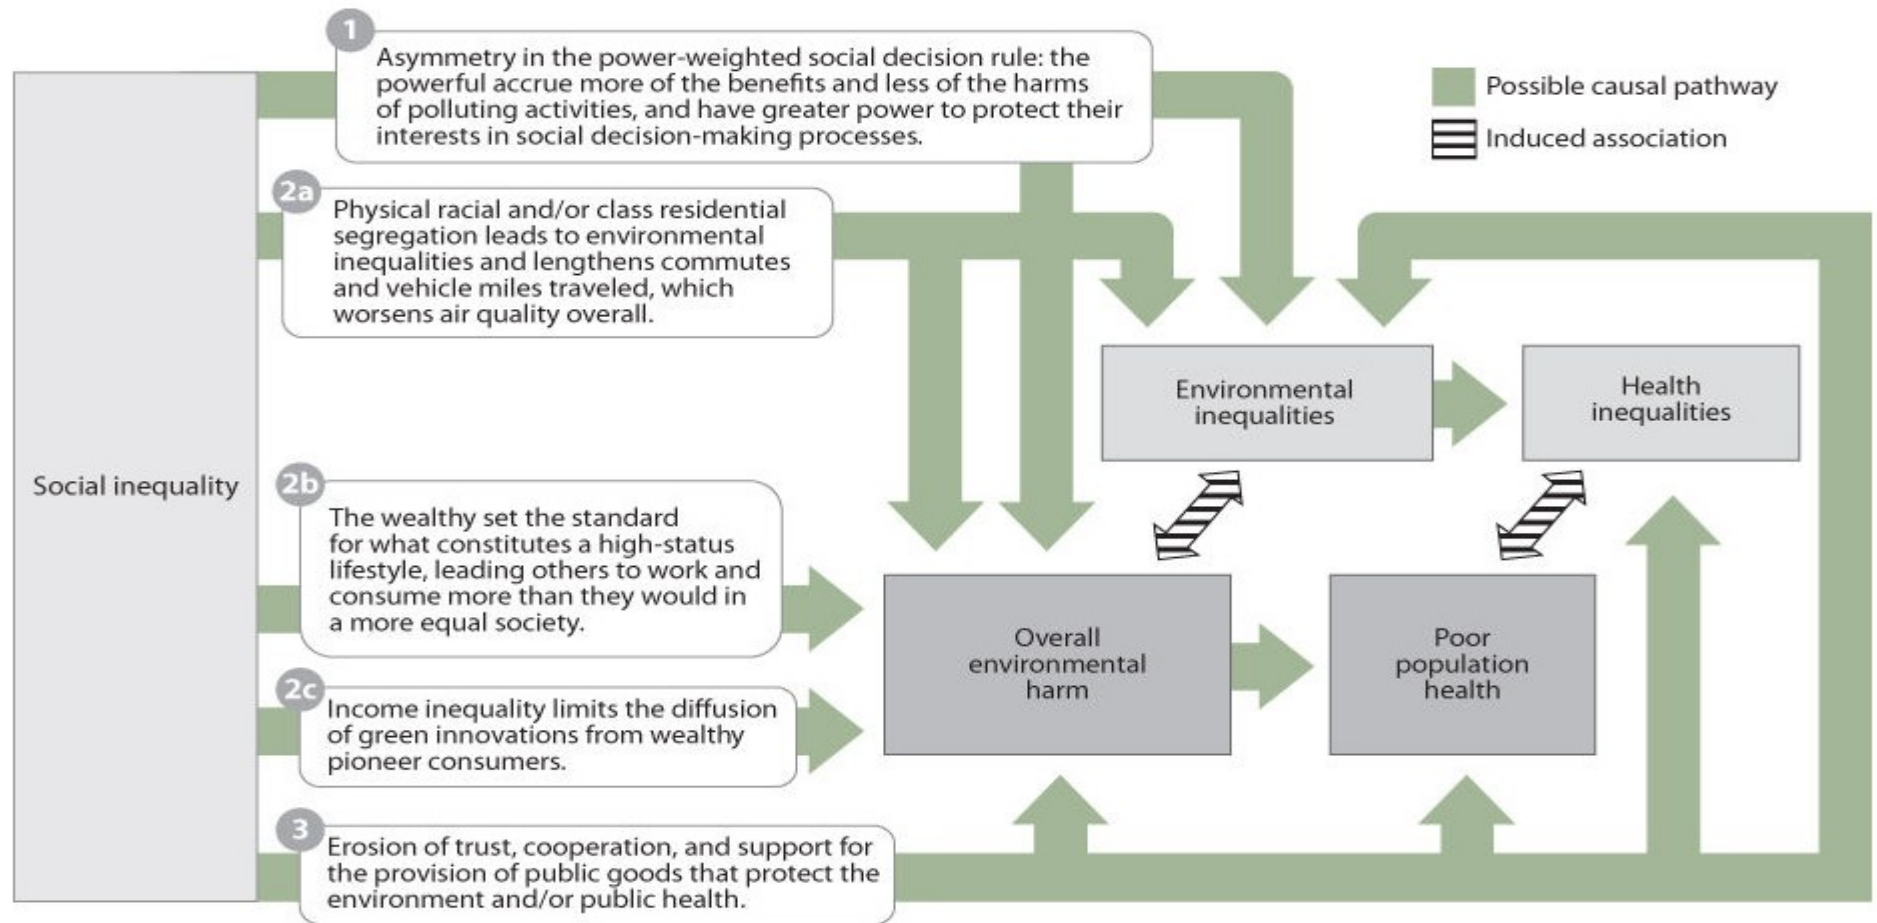 1
Asymmetry in the power-weighted social decision rule: the
powerful accrue more of the benefits and less of the harms
of polluting activities, and have greater power to protect their
interests in social decision-making processes.
Possible causal pathway
Induced association
2a
Physical racial and/or class residential
segregation leads to environmental
inequalities and lengthens commutes
and vehicle miles traveled, which
worsens air quality overall.
Environmental
inequalities
Health
inequalities
Social inequality
2b
The wealthy set the standard
for what constitutes a high-status
lifestyle, leading others to work and
consume more than they would in
a more equal society.
Overall
environmental
harm
Poor
population
health
2c
Income inequality limits the diffusion
of green innovations from wealthy
pioneer consumers.
3
Erosion of trust, cooperation, and support for
the provision of public goods that protect the
environment and/or public health.